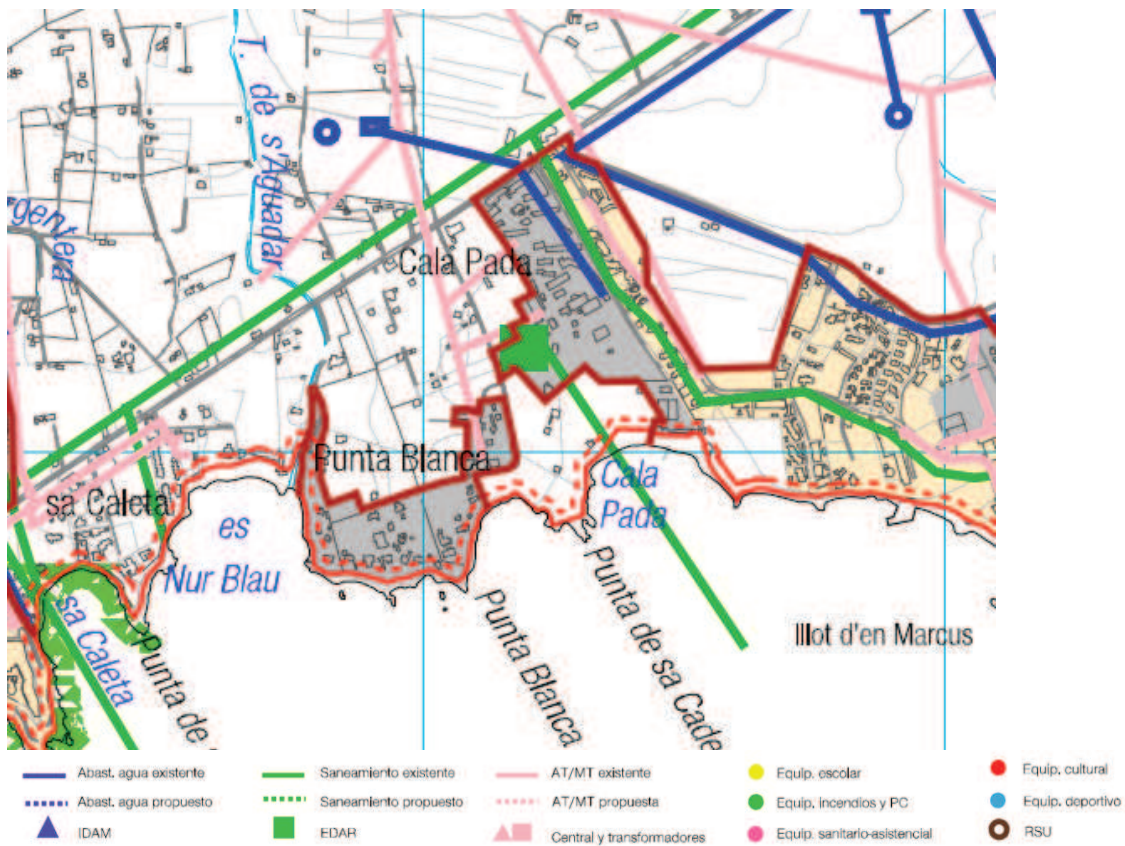 T. de s'Aguadar
rgentera
Cala Pada
Punta Blanca
sa Caleta
es
Nur Blau
Cala
Pada
sa Caleta
Punta de
Punta Blanca
Punta de sa Cade
Illot d'en Marcus
Abast. agua existente
Saneamiento existente
AT/MT existente
Equip. escolar
Equip. cultural
Abast. agua propuesto
Saneamiento propuesto
AT/MT propuesta
Equip. incendios y PC
Equip. deportivo
IDAM
EDAR
Central y transformadores
Equip. sanitario-asistencial
RSU